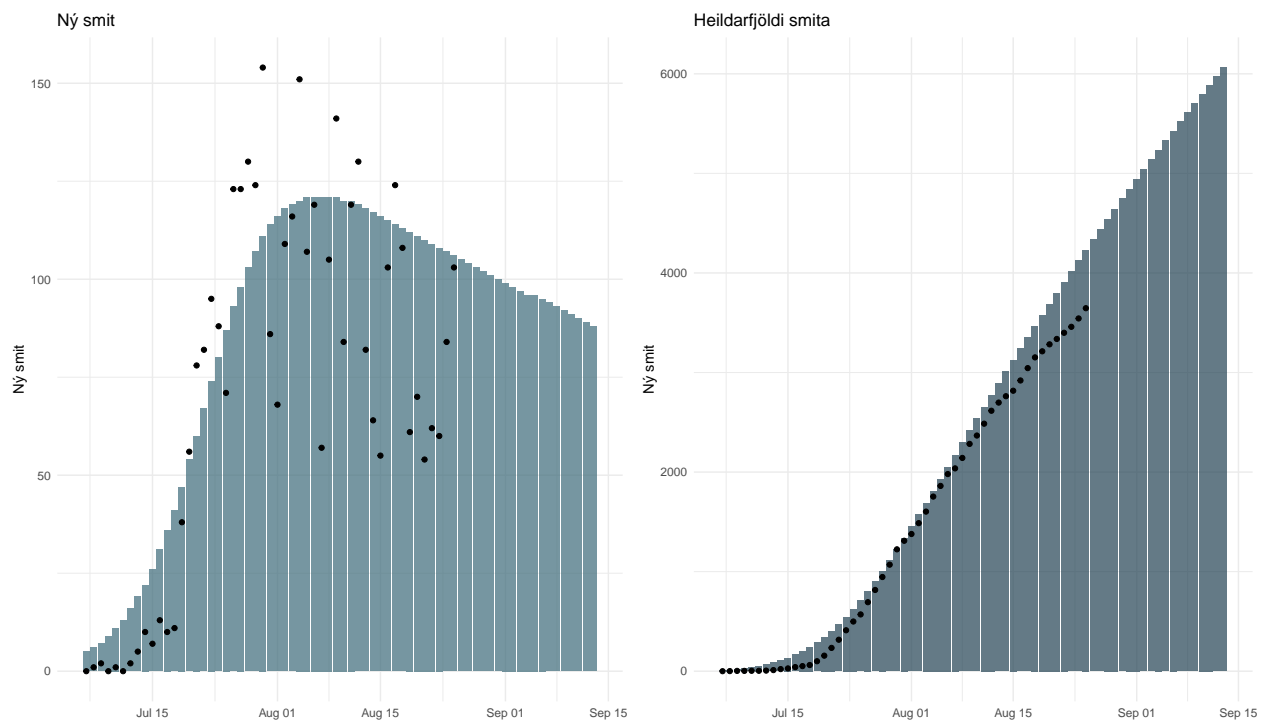 Ný smit
Ný smit
150
100
50
0
Jul 15
Aug 01
Aug 15
Sep 01
Sep 15
Heildarfjöldi smita
Ný smit
6000
4000
2000
0
Jul 15
Aug 01
Aug 15
Sep 01
Sep 15